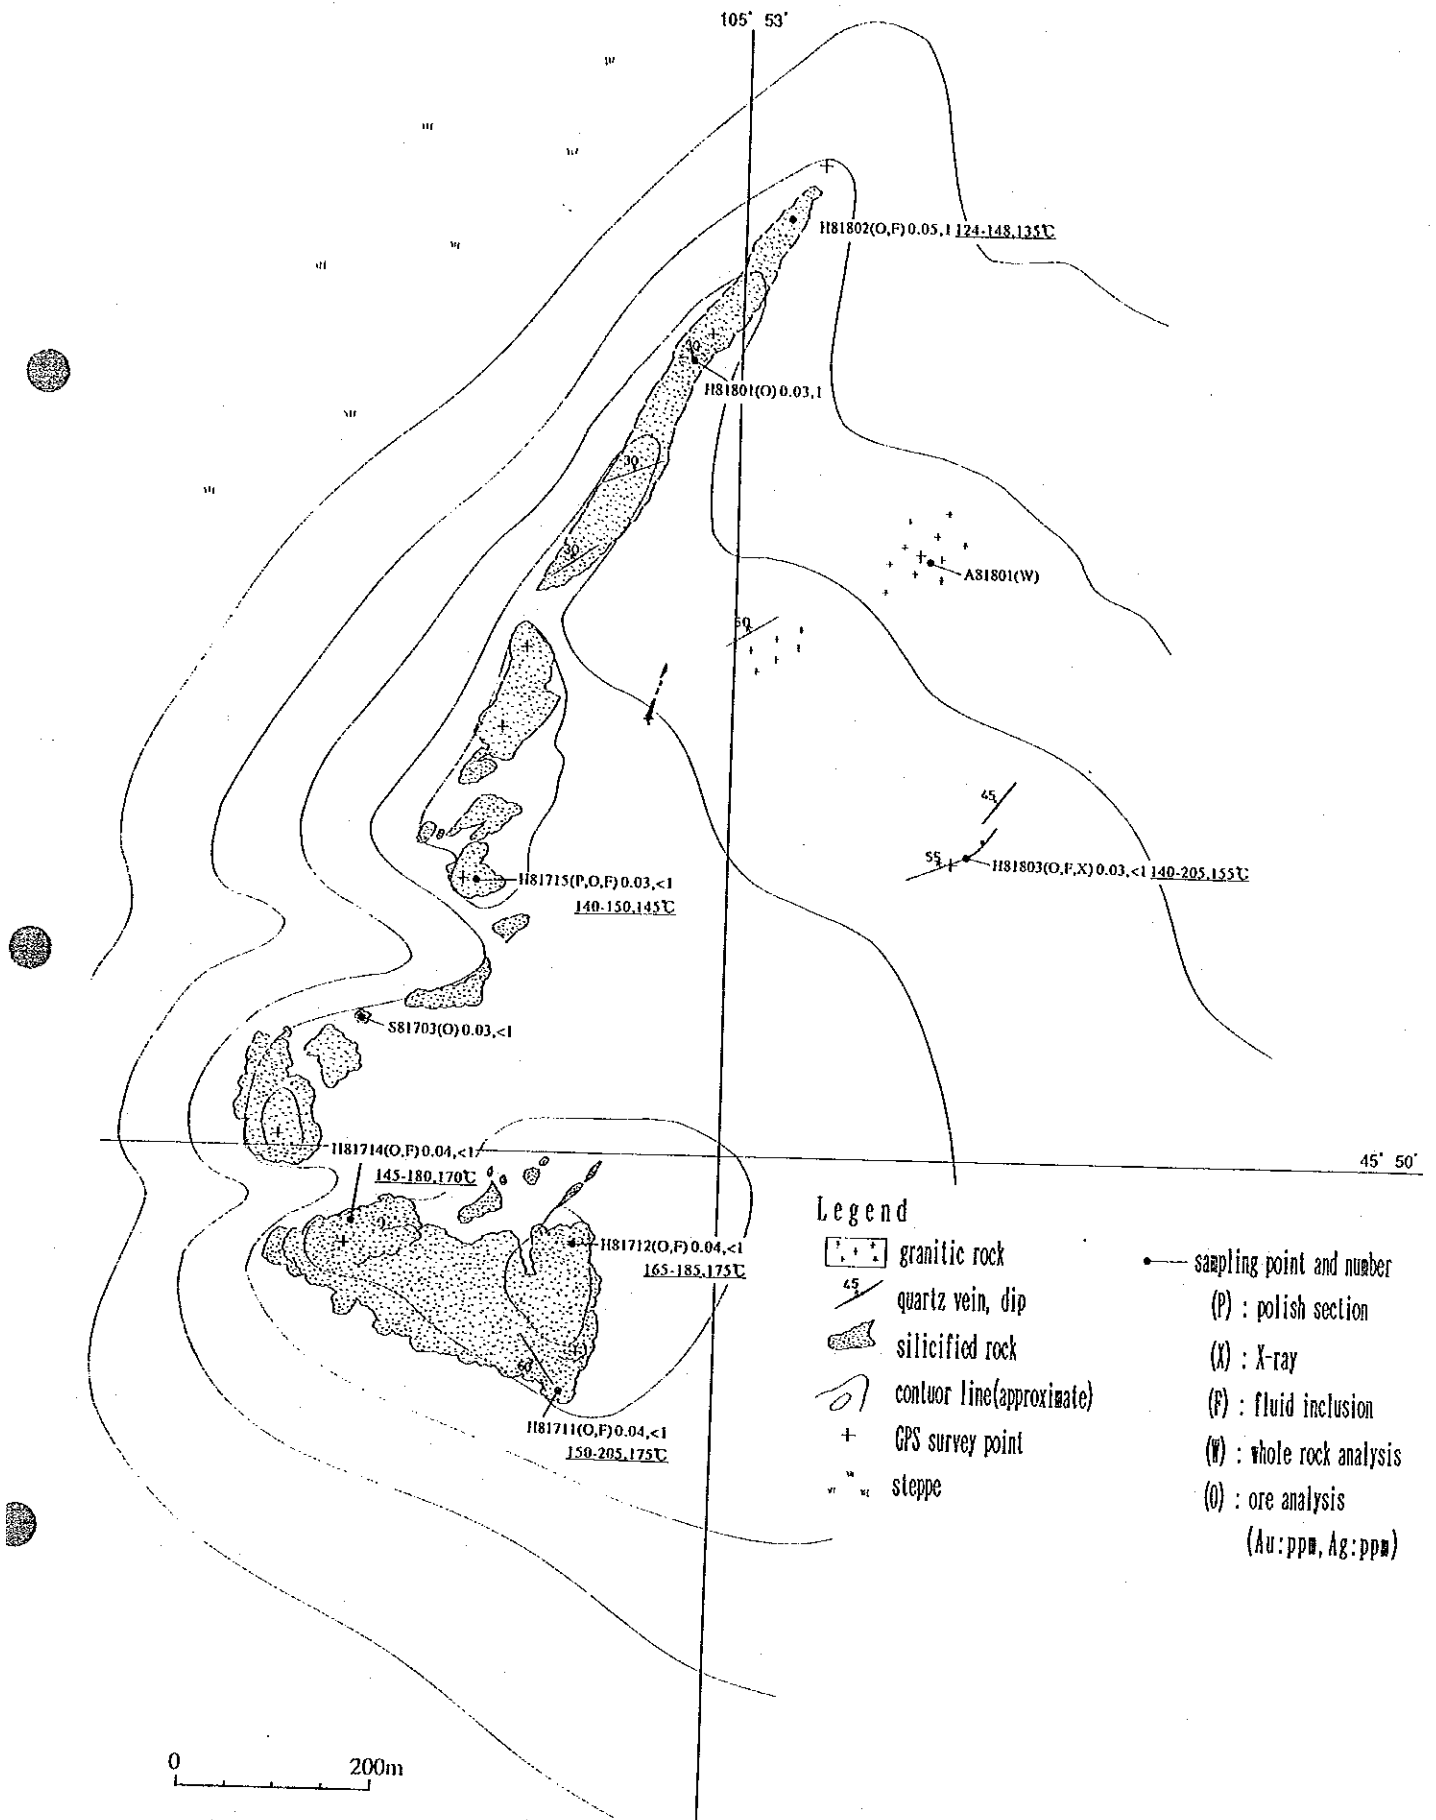 105° 53'
H81802(O,F) 0.05,1 124-148,135℃
30
H81801(O) 0.03,1
30
30
A81801(W)
50
45
55
H81803(O,F,X) 0.03,<1 140-205,155℃
H81715(P,O,F) 0.03,<1
140-150,145℃
S81703(O) 0.03,<1
H81714(O,F) 0.04,<1
145-180,170℃
45° 50'
H81712(O,F) 0.04,<1
165-185,175℃
60
H81711(O,F) 0.04,<1
150-205,175℃
Legend
granitic rock
45
quartz vein, dip
silicified rock
contuor line(approximate)
GPS survey point
steppe
sampling point and number
(P) : polish section
(X) : X-ray
(F) : fluid inclusion
(W) : whole rock analysis
(O) : ore analysis
(Au:ppm, Ag:ppm)
0 200m